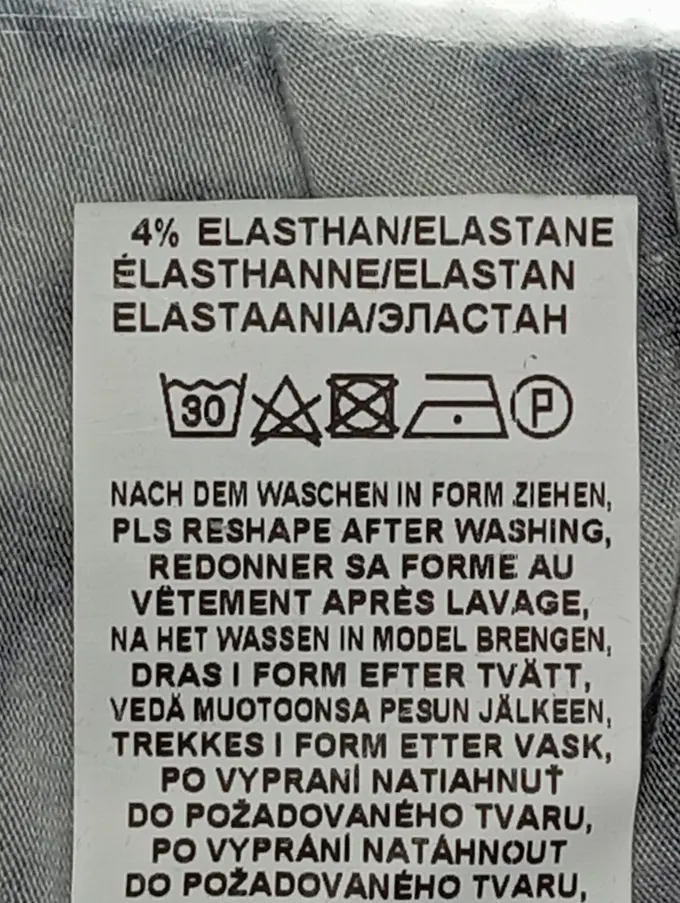 4% ELASTHAN/ELASTANE
ÉLASTHANNE/ELASTAN
ELASTAANIA/ЭЛАСТАН
30 P
NACH DEM WASCHEN IN FORM ZIEHEN,
PLS RESHAPE AFTER WASHING,
REDONNER SA FORME AU
VÊTEMENT APRÈS LAVAGE,
NA HET WASSEN IN MODEL BRENGEN,
DRAS I FORM EFTER TVÄTT,
VEDÄ MUOTOONSA PESUN JÄLKEEN,
TREKKES I FORM ETTER VASK,
PO VYPRANÍ NATIAHNUŤ
DO POŽADOVANÉHO TVARU,
PO VYPRÁNÍ NATÁHNOUT
DO POŽADOVANÉHO TVARU,